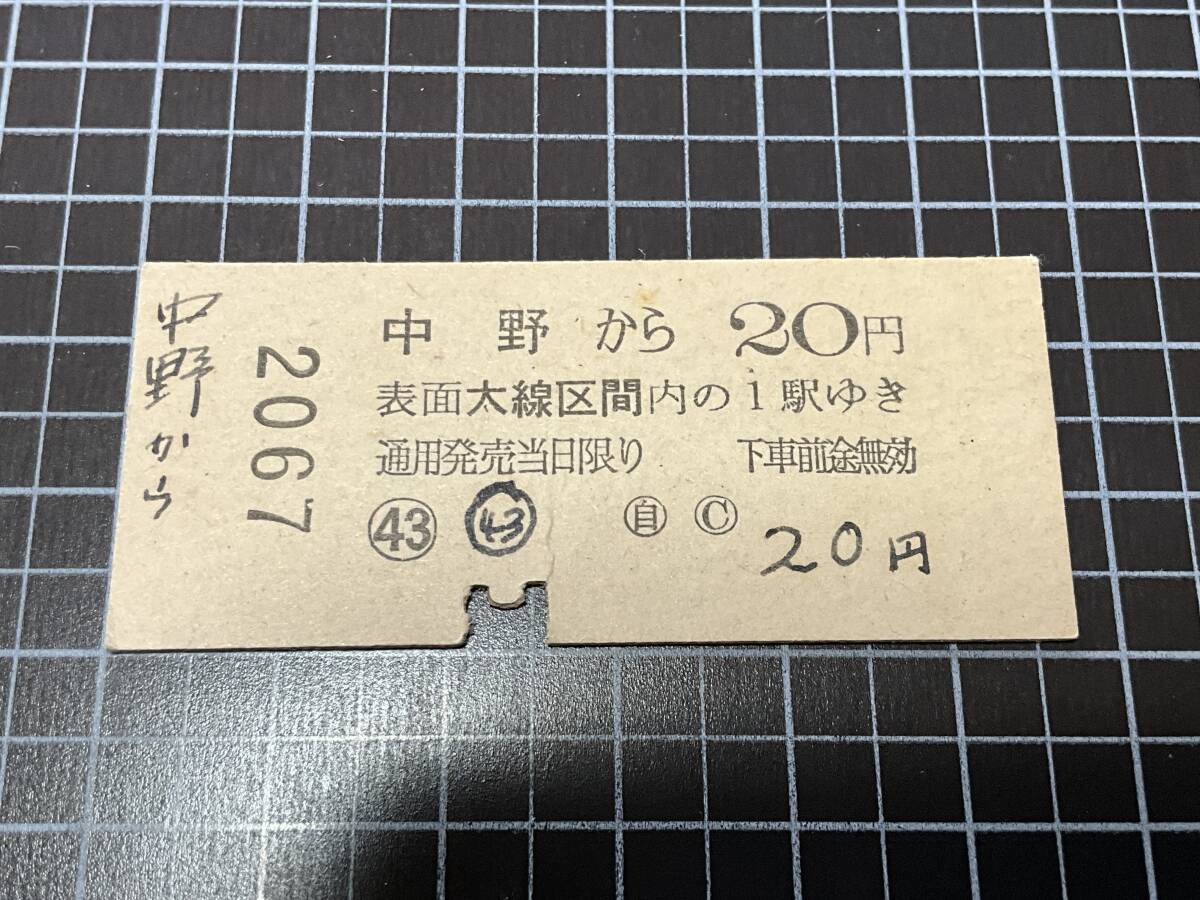 中野から
2067
中野から 20円
表面太線区間内の1駅ゆき
通用発売当日限り 下車前途無効
㊸ ㊸ 自 Ⓒ
20円